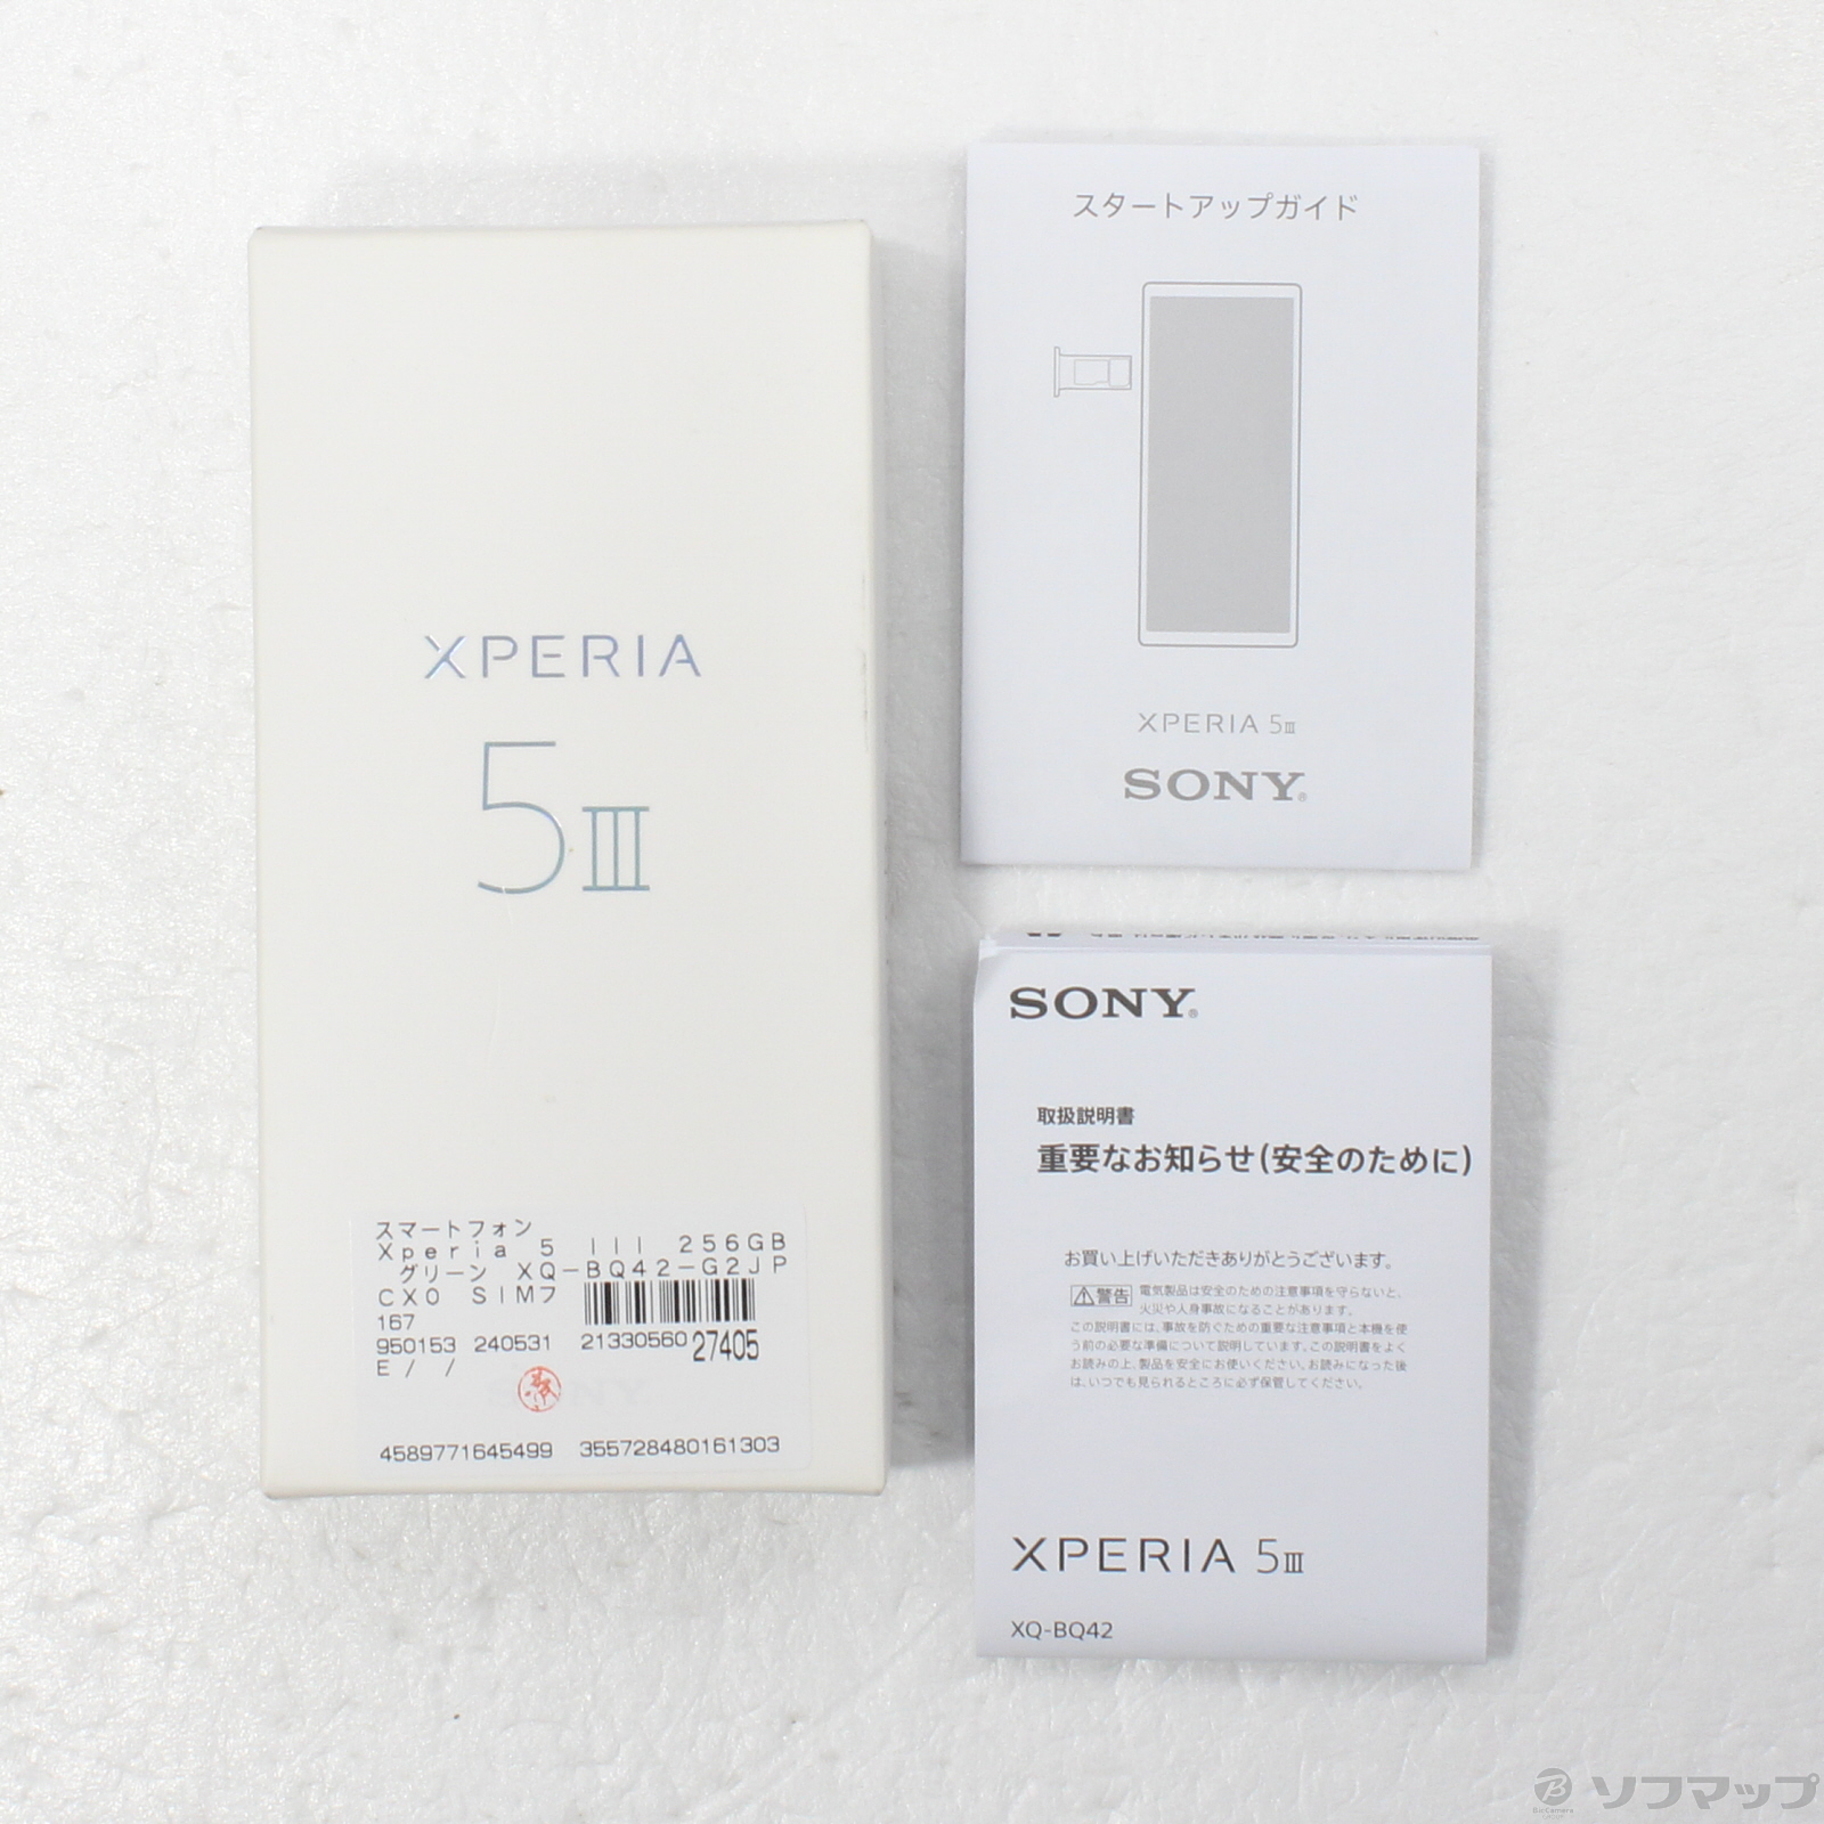 XPERIA
5III
スマートフォン
Xperia 5 III 256GB
グリーン XQ-BQ42-G2JP
CX0 SIMフ
167
950153 240531 21330560 27405
E / /
4589771645499 355728480161303
スタートアップガイド
XPERIA 5III
SONY®
SONY®
取扱説明書
重要なお知らせ(安全のために)
お買い上げいただきありがとうございます。
警告 電気製品は安全のための注意事項を守らないと、
火災や人身事故になることがあります。
この説明書には、事故を防ぐための重要な注意事項と本機を使
う前の必要な準備について説明しています。この説明書をよく
お読みの上、製品を安全にお使いください。お読みになった後
は、いつでも見られるところに必ず保管してください。
XPERIA 5III
XQ-BQ42
BicCamera
GROUP
ソフマップ